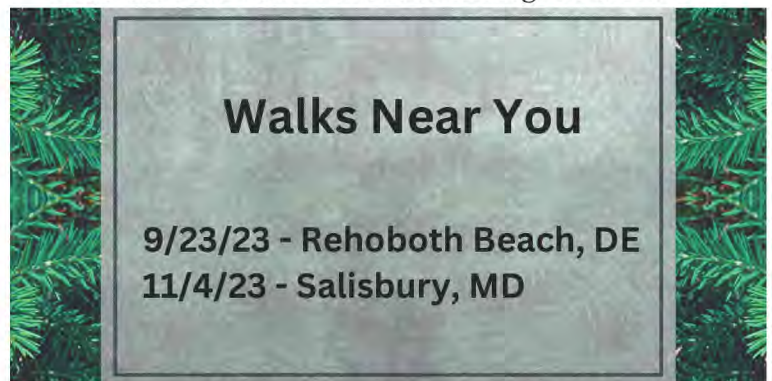 Walks Near You
9/23/23 - Rehoboth Beach, DE
11/4/23 - Salisbury, MD